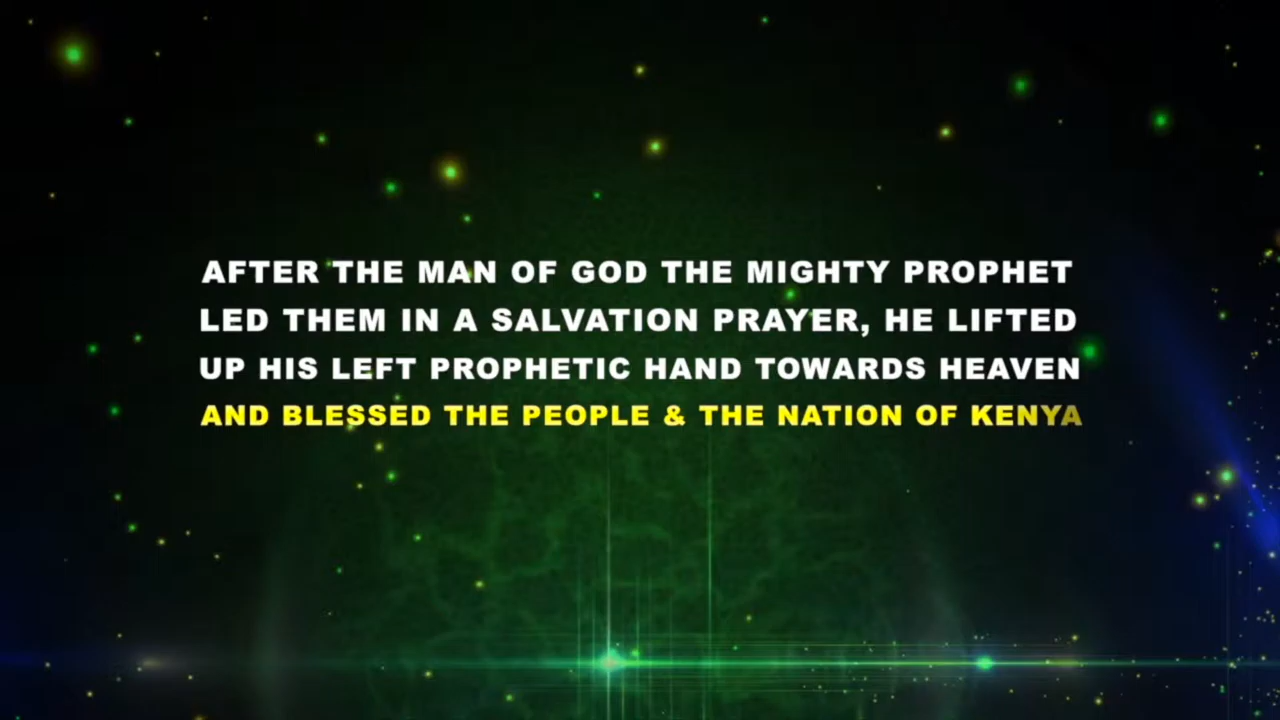 AFTER THE MAN OF GOD THE MIGHTY PROPHET
LED THEM IN A SALVATION PRAYER, HE LIFTED
UP HIS LEFT PROPHETIC HAND TOWARDS HEAVEN
AND BLESSED THE PEOPLE & THE NATION OF KENYA